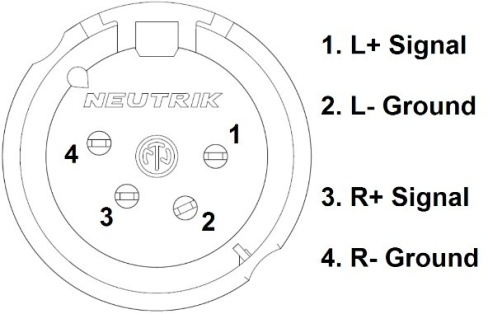 1. L+ Signal
NEUTRIK
2. L- Ground
1
4
3
2
3. R+ Signal
4. R- Ground